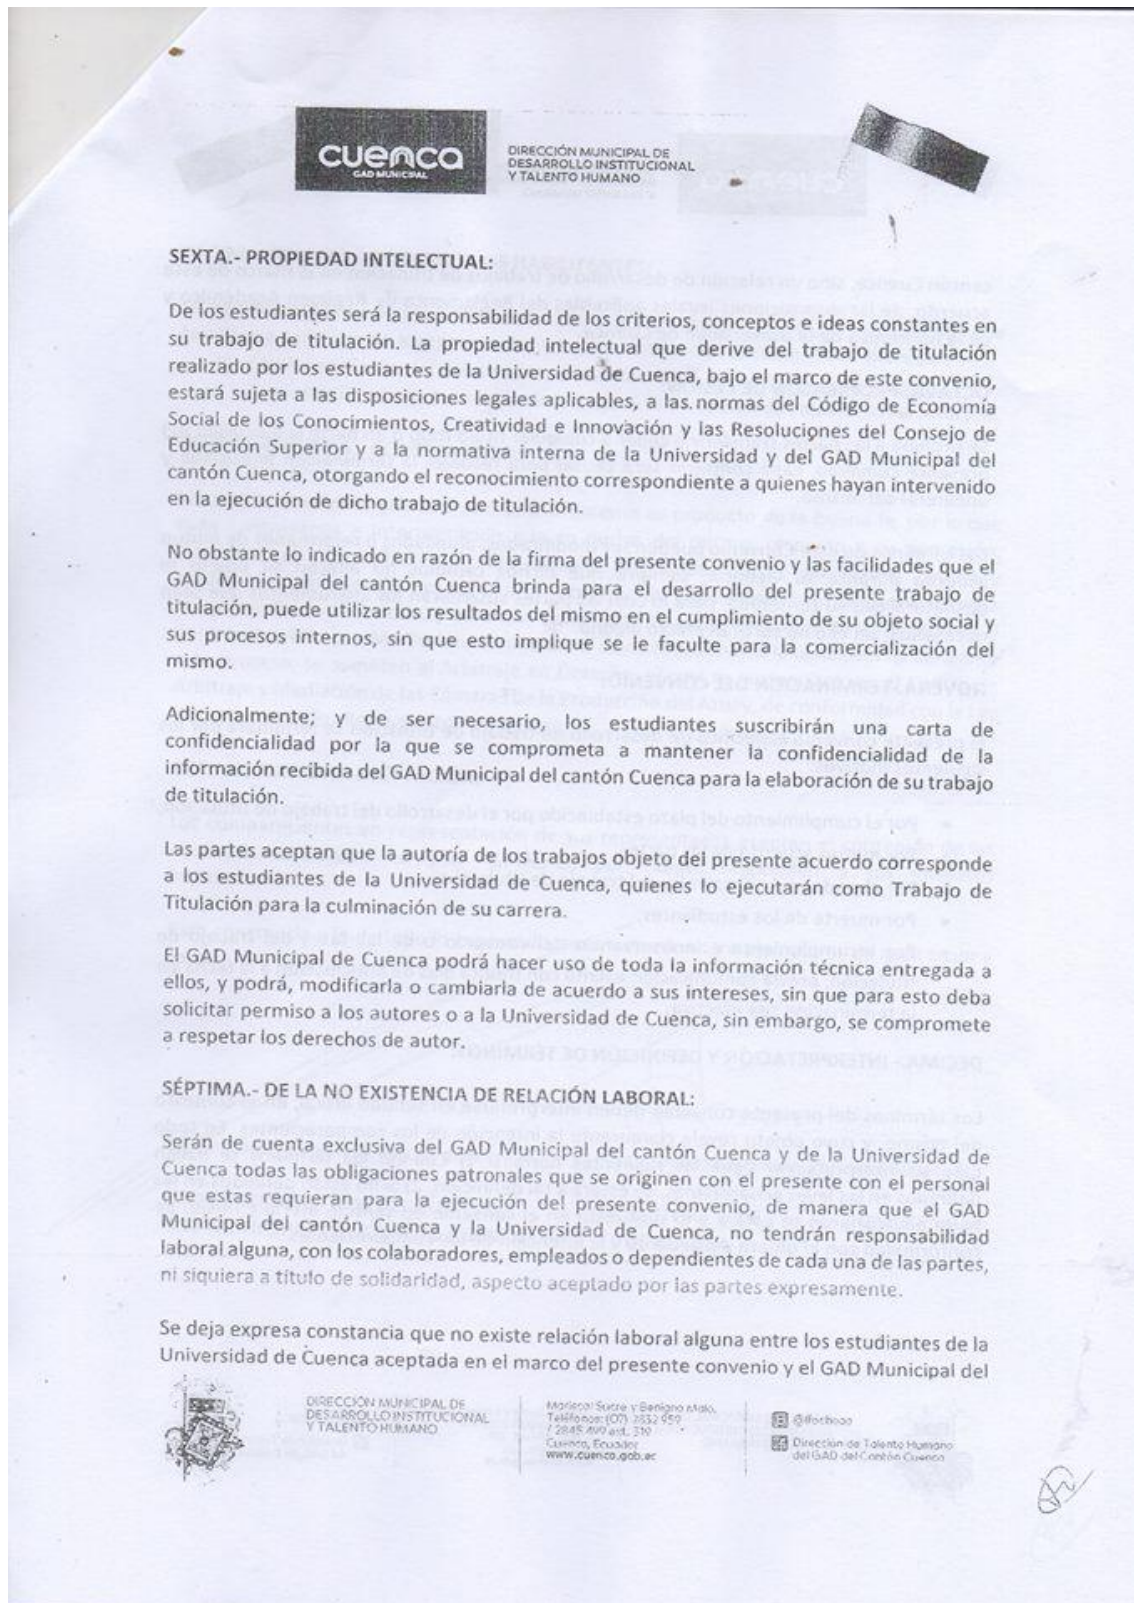 cuenca
GAD MUNICIPAL
DIRECCIÓN MUNICIPAL DE
DESARROLLO INSTITUCIONAL
Y TALENTO HUMANO
SEXTA.- PROPIEDAD INTELECTUAL:
De los estudiantes será la responsabilidad de los criterios, conceptos e ideas constantes en
su trabajo de titulación. La propiedad intelectual que derive del trabajo de titulación
realizado por los estudiantes de la Universidad de Cuenca, bajo el marco de este convenio,
estará sujeta a las disposiciones legales aplicables, a las normas del Código de Economía
Social de los Conocimientos, Creatividad e Innovación y las Resoluciones del Consejo de
Educación Superior y a la normativa interna de la Universidad y del GAD Municipal del
cantón Cuenca, otorgando el reconocimiento correspondiente a quienes hayan intervenido
en la ejecución de dicho trabajo de titulación.
No obstante lo indicado en razón de la firma del presente convenio y las facilidades que el
GAD Municipal del cantón Cuenca brinda para el desarrollo del presente trabajo de
titulación, puede utilizar los resultados del mismo en el cumplimiento de su objeto social y
sus procesos internos, sin que esto implique se le faculte para la comercialización del
mismo.
Adicionalmente; y de ser necesario, los estudiantes suscribirán una carta de
confidencialidad por la que se comprometa a mantener la confidencialidad de la
información recibida del GAD Municipal del cantón Cuenca para la elaboración de su trabajo
de titulación.
Las partes aceptan que la autoría de los trabajos objeto del presente acuerdo corresponde
a los estudiantes de la Universidad de Cuenca, quienes lo ejecutarán como Trabajo de
Titulación para la culminación de su carrera.
El GAD Municipal de Cuenca podrá hacer uso de toda la información técnica entregada a
ellos, y podrá, modificarla o cambiarla de acuerdo a sus intereses, sin que para esto deba
solicitar permiso a los autores o a la Universidad de Cuenca, sin embargo, se compromete
a respetar los derechos de autor.
SÉPTIMA.- DE LA NO EXISTENCIA DE RELACIÓN LABORAL:
Serán de cuenta exclusiva del GAD Municipal del cantón Cuenca y de la Universidad de
Cuenca todas las obligaciones patronales que se originen con el presente con el personal
que estas requieran para la ejecución del presente convenio, de manera que el GAD
Municipal del cantón Cuenca y la Universidad de Cuenca, no tendrán responsabilidad
laboral alguna, con los colaboradores, empleados o dependientes de cada una de las partes,
ni siquiera a título de solidaridad, aspecto aceptado por las partes expresamente.
Se deja expresa constancia que no existe relación laboral alguna entre los estudiantes de la
Universidad de Cuenca aceptada en el marco del presente convenio y el GAD Municipal del
DIRECCIÓN MUNICIPAL DE
DESARROLLO INSTITUCIONAL
Y TALENTO HUMANO
Mariscal Sucre y Benigno Malo,
Teléfonos: (07) 2832 959
/ 2845 499 ext. 319
Cuenca, Ecuador
www.cuenca.gob.ec
Dirección de Talento Humano
del GAD del Cantón Cuenca